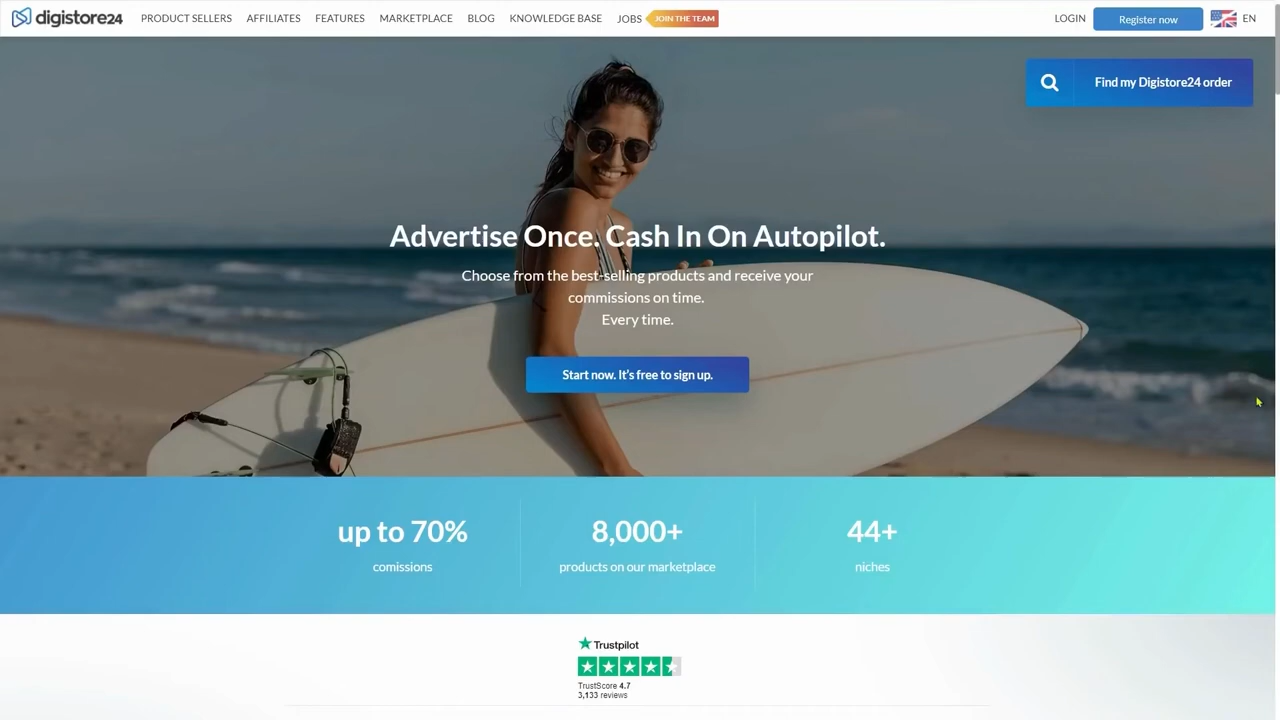 digistore24 PRODUCT SELLERS AFFILIATES FEATURES MARKETPLACE BLOG KNOWLEDGE BASE JOBS JOIN THE TEAM LOGIN Register now EN
Find my Digistore24 order
Advertise Once. Cash In On Autopilot.
Choose from the best-selling products and receive your
commissions on time.
Every time.
Start now. It's free to sign up.
up to 70% 8,000+ 44+
comissions products on our marketplace niches
Trustpilot
TrustScore 4.7
3,133 reviews